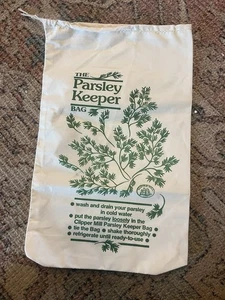 THE
Parsley
Keeper
BAG
• wash and drain your parsley
in cold water
• put the parsley loosely in the
Clipper Mill Parsley Keeper Bag
• tie the Bag • shake thoroughly
• refrigerate until ready-to-use •